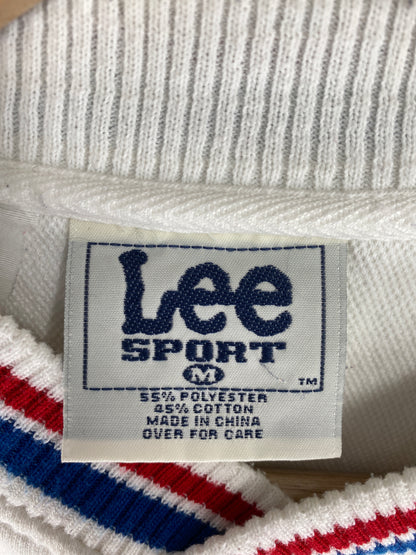 Lee
SPORT
M
™
55% POLYESTER
45% COTTON
MADE IN CHINA
OVER FOR CARE